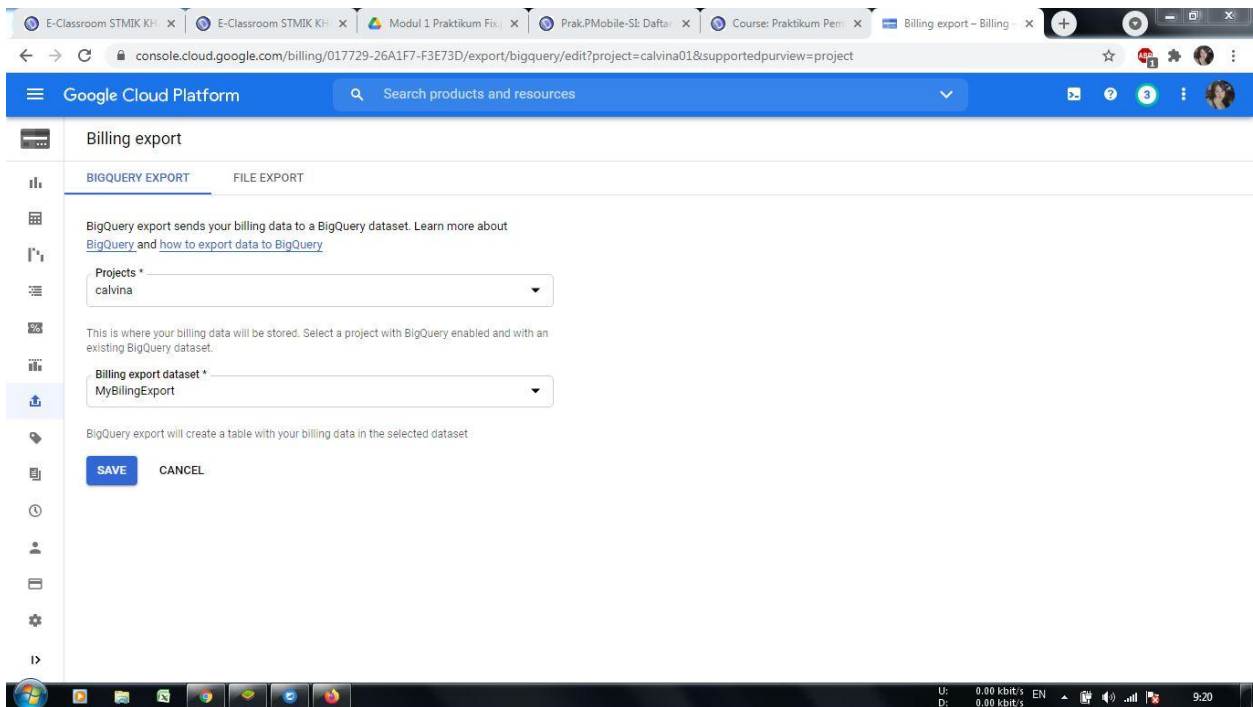 E-Classroom STMIK KH
E-Classroom STMIK KH
Modul 1 Praktikum Fix.
Prak.PMobile-SI: Daftar
Course: Praktikum Pem
Billing export – Billing –
console.cloud.google.com/billing/017729-26A1F7-F3E73D/export/bigquery/edit?project=calvina01&supportedpurview=project
ABP
1
Google Cloud Platform
Search products and resources
3
Billing export
BIGQUERY EXPORT
FILE EXPORT
BigQuery export sends your billing data to a BigQuery dataset. Learn more about
BigQuery and how to export data to BigQuery
Projects *
calvina
This is where your billing data will be stored. Select a project with BigQuery enabled and with an
existing BigQuery dataset.
Billing export dataset *
MyBilingExport
BigQuery export will create a table with your billing data in the selected dataset
SAVE
CANCEL
U: 0.00 kbit/s
D: 0.00 kbit/s
EN
9:20